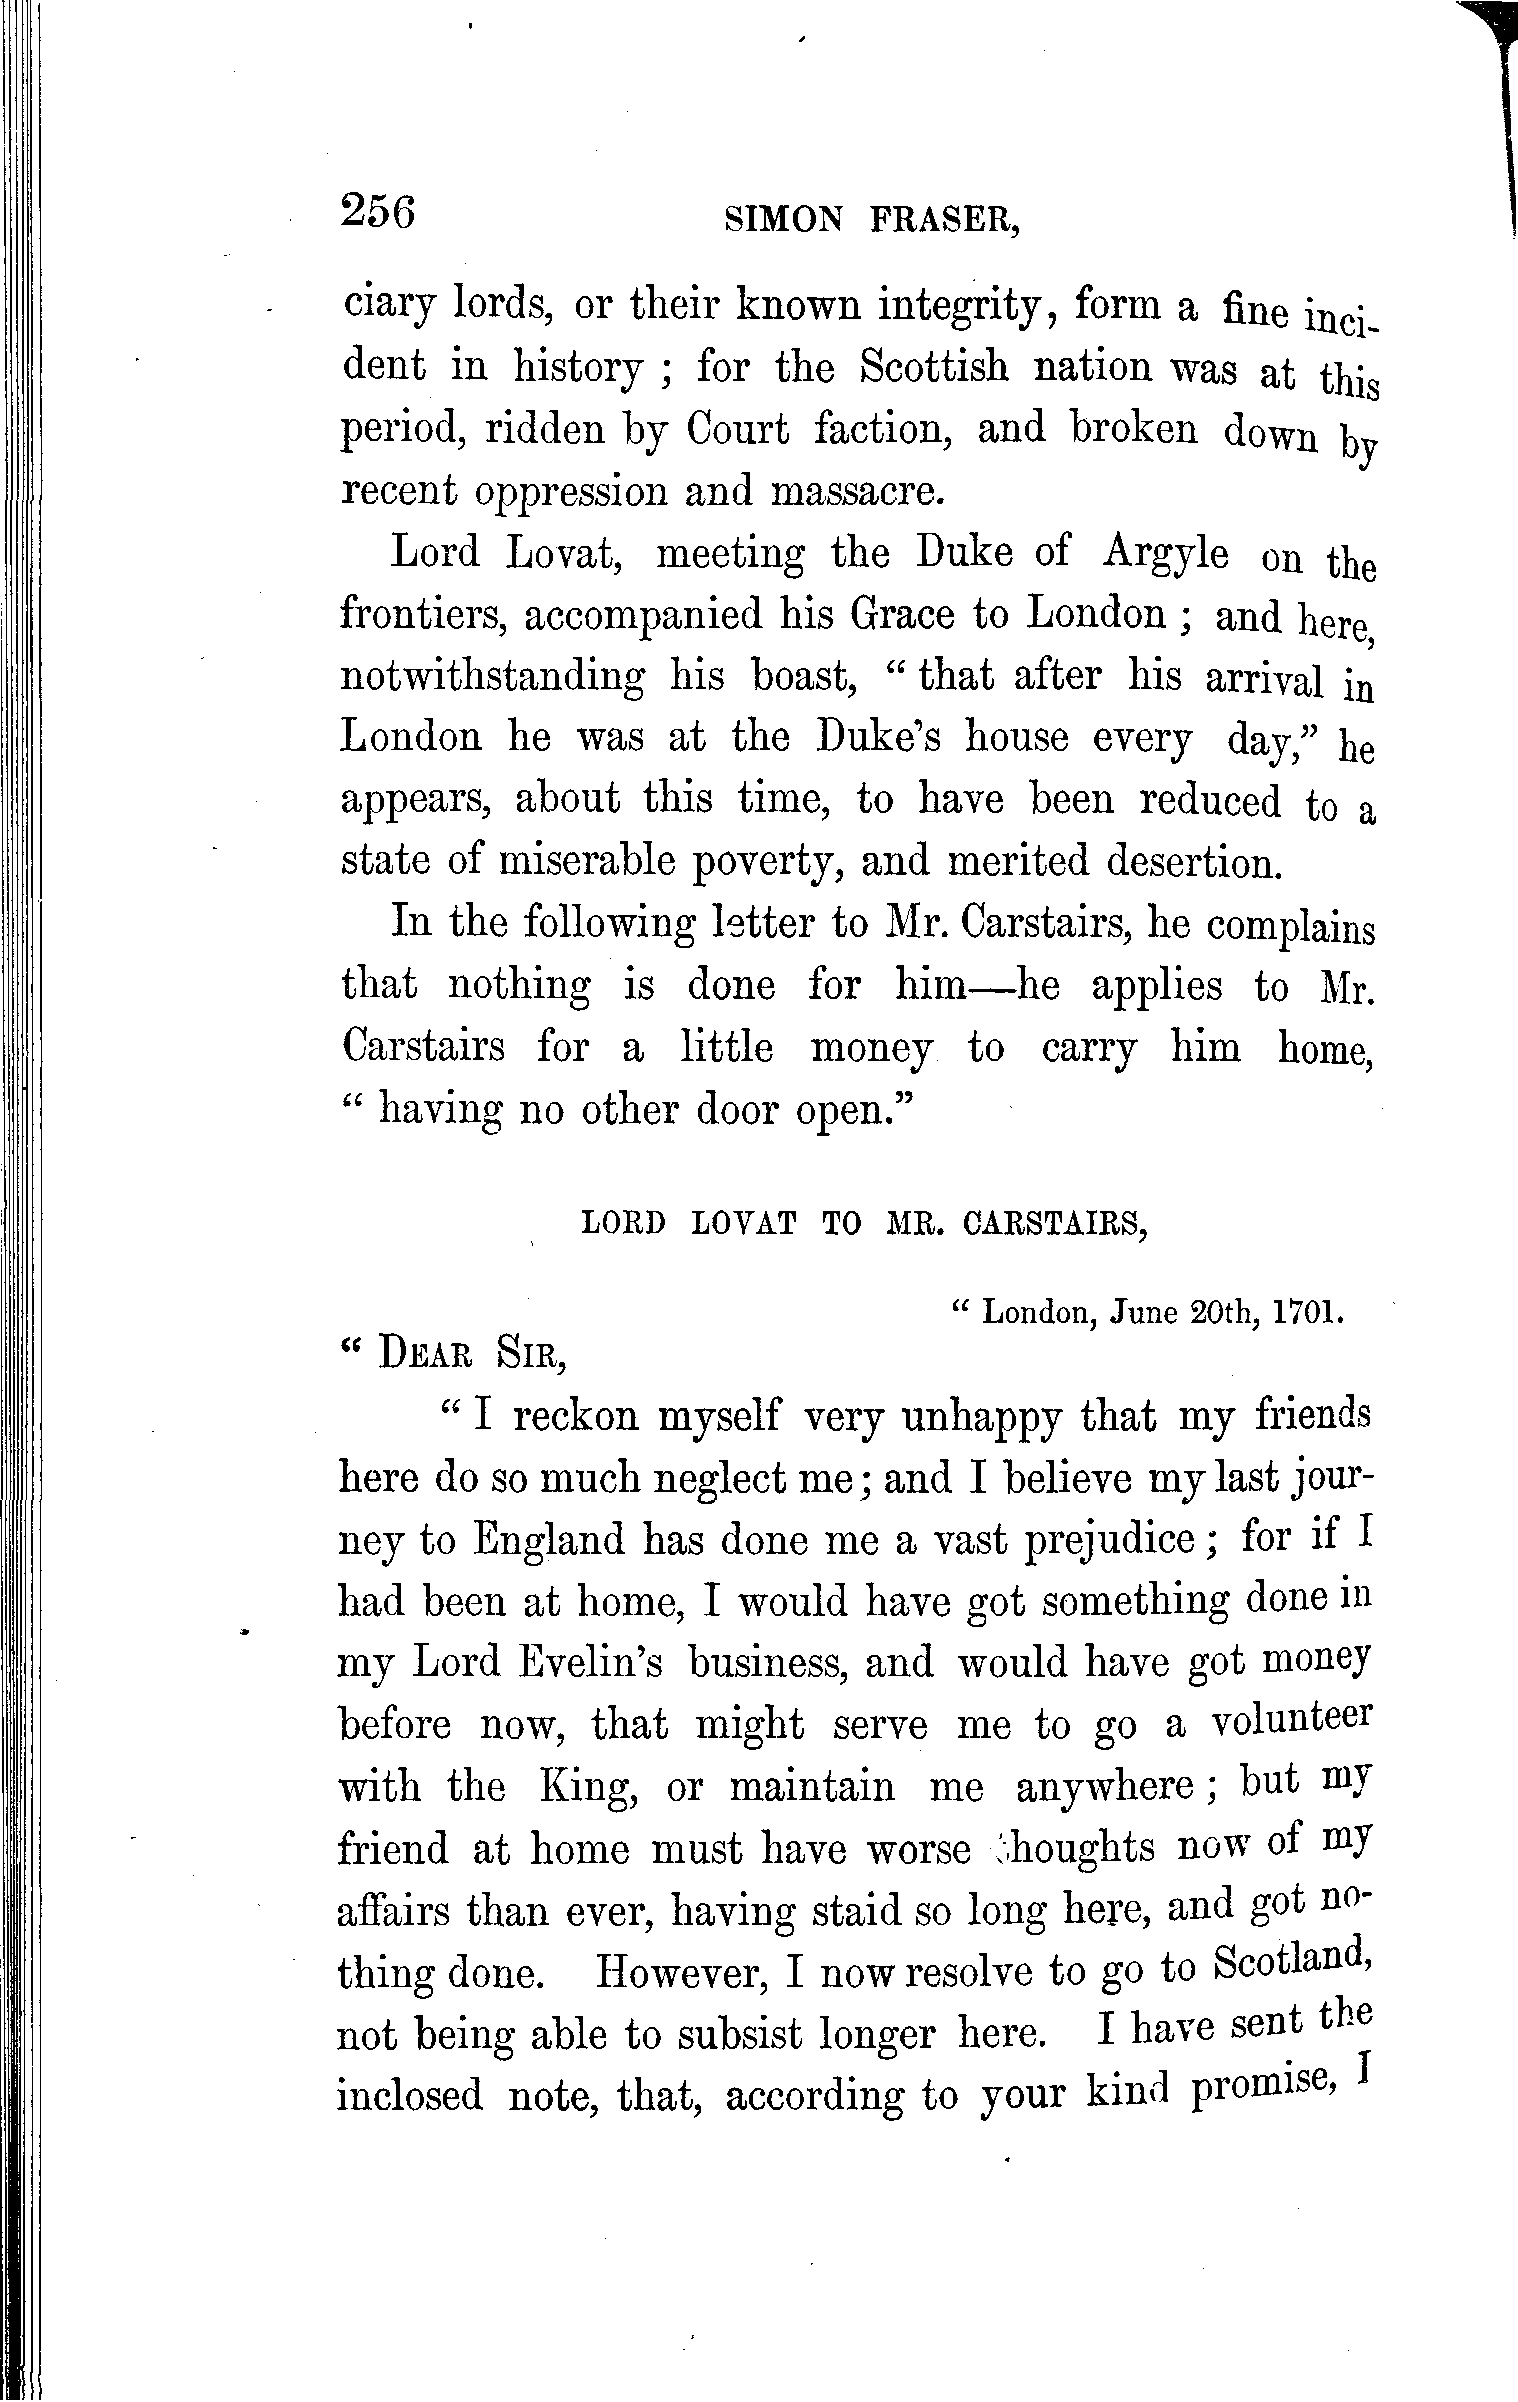 256 SIMON FRASER,
ciary lords, or their known integrity, form a fine inci-
dent in history ; for the Scottish nation was at this
period, ridden by Court faction, and broken down by
recent oppression and massacre.
Lord Lovat, meeting the Duke of Argyle on the
frontiers, accompanied his Grace to London ; and here,
notwithstanding his boast, “ that after his arrival in
London he was at the Duke’s house every day,” he
appears, about this time, to have been reduced to a
state of miserable poverty, and merited desertion.
In the following letter to Mr. Carstairs, he complains
that nothing is done for him—he applies to Mr.
Carstairs for a little money to carry him home,
“ having no other door open.”
LORD LOVAT TO MR. CARSTAIRS,
“ London, June 20th, 1701.
“ DEAR SIR,
“ I reckon myself very unhappy that my friends
here do so much neglect me ; and I believe my last jour-
ney to England has done me a vast prejudice ; for if I
had been at home, I would have got something done in
my Lord Evelin’s business, and would have got money
before now, that might serve me to go a volunteer
with the King, or maintain me anywhere ; but my
friend at home must have worse thoughts now of my
affairs than ever, having staid so long here, and got no-
thing done. However, I now resolve to go to Scotland,
not being able to subsist longer here. I have sent the
inclosed note, that, according to your kind promise, I